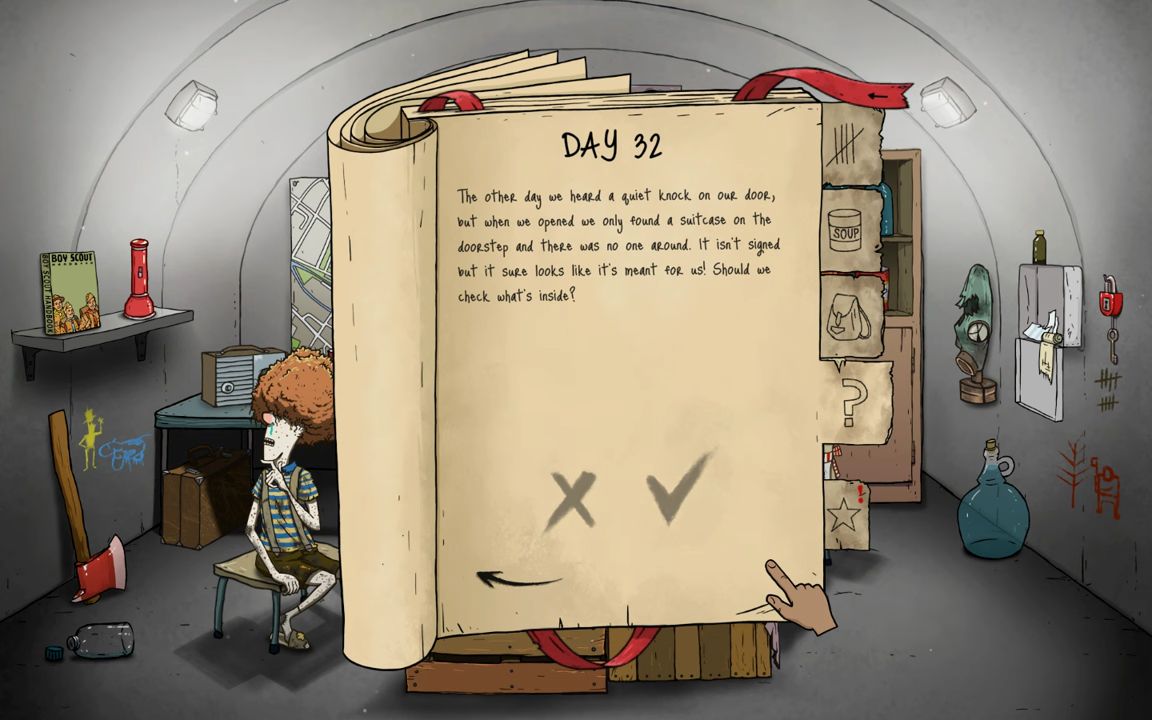 DAY 32
The other day we heard a quiet knock on our door,
but when we opened we only found a suitcase on the
doorstep and there was no one around. It isn't signed
but it sure looks like it's meant for us! Should we
check what's inside?
SOUP
?
!
BOY SCOUT
HANDBOOK
BOY SCOUT HANDBOOK